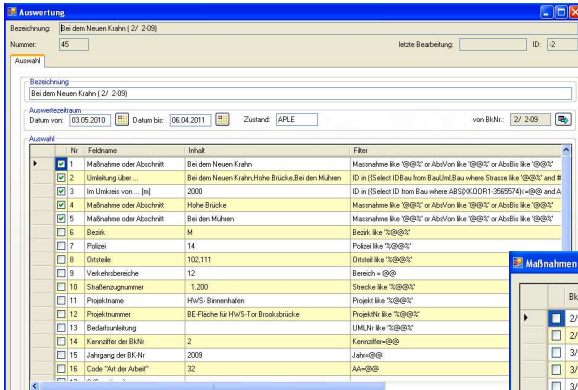 Auswertung
Bezeichnung: Bei dem Neuen Krahn ( 2/ 2-09)
Nummer: 45 letzte Bearbeitung: ID: -2
Auswahl
Bezeichnung
Bei dem Neuen Krahn ( 2/ 2-09)
Auswertezeitraum
Datum von: 03.05.2010 Datum bis: 06.04.2011 Zustand: APLE von BkNr.: 2/ 2-09
Auswahl
Nr Feldname Inhalt Filter
1 Maßnahme oder Abschnitt Bei dem Neuen Krahn Massnahme like '@@%' or AbsVon like '@@%' or AbsBis like '@@%'
2 Umleitung über ... Bei dem Neuen Krahn,Hohe Brücke,Bei den Mühren ID in ((Select IDBau from BauUml,Bau where Strasse like '@@%' and #
3 Im Umkreis von ... [m] 2000 ID in ((Select ID from Bau where ABS(XKOOR1-3565574)<=@@ and A
4 Maßnahme oder Abschnitt Hohe Brücke Massnahme like '@@%' or AbsVon like '@@%' or AbsBis like '@@%'
5 Maßnahme oder Abschnitt Bei den Mühren Massnahme like '@@%' or AbsVon like '@@%' or AbsBis like '@@%'
6 Bezirk M Bezirk like '%@@%'
7 Polizei 14 Polizei like '%@@%'
8 Ortsteile 102,111 Ortsteil like '%@@%'
9 Verkehrsbereiche 12 Bereich = @@
10 Straßenzugnummer 1.200 Strecke like '%@@%'
11 Projektname HWS- Binnenhafen Projekt like '%@@%'
12 Projektnummer BE-Fläche für HWS-Tor Brooksbrücke ProjektNr like '%@@%'
13 Bedarfsumleitung UMLNr like '%@@%'
14 Kennziffer der BkNr 2 Kennziffer=@@
15 Jahrgang der BK-Nr 2009 Jahr=@@
16 Code "Art der Arbeit" 32 AA=@@
Maßnahmen
Bk
2/
2/
3/
3/
3/